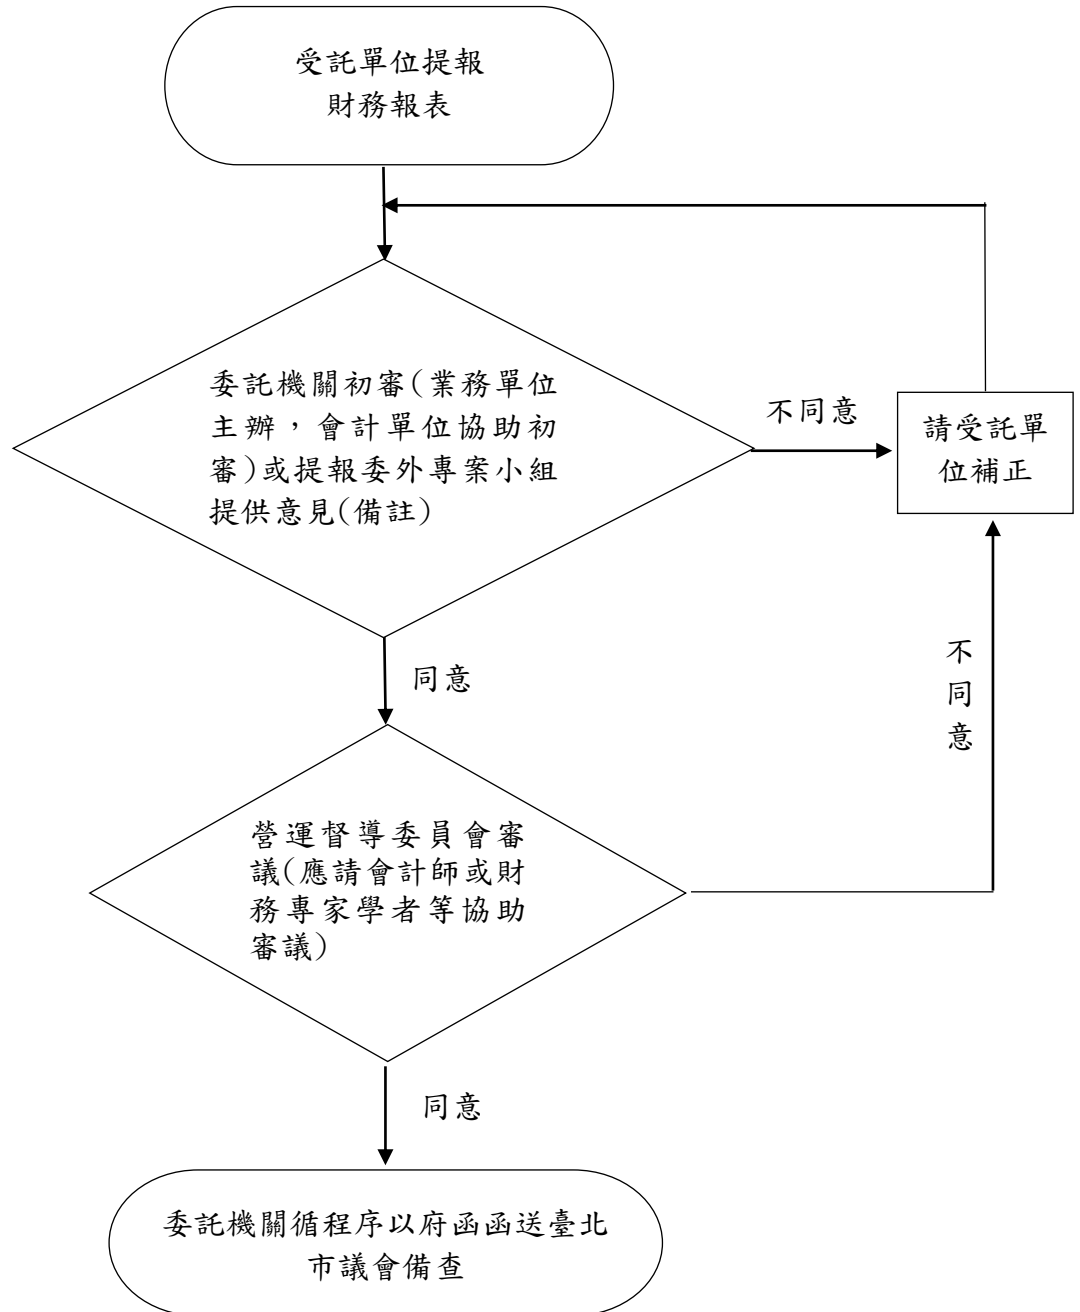 受託單位提報
財務報表
委託機關初審(業務單位
主辦，會計單位協助初
審)或提報委外專案小組
提供意見(備註)
不同意
請受託單
位補正
同意
不
同
意
營運督導委員會審
議(應請會計師或財
務專家學者等協助
審議)
同意
委託機關循程序以府函函送臺北
市議會備查